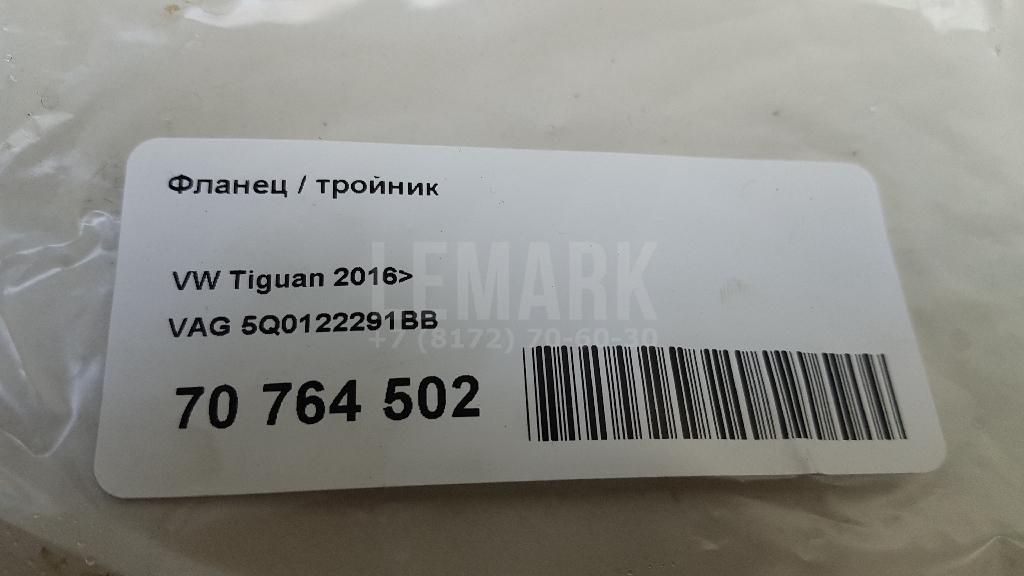 Фланец / тройник
VW Tiguan 2016>
LEMARK
VAG 5Q0122291BB
+7 (8172) 70-60-30
70 764 502